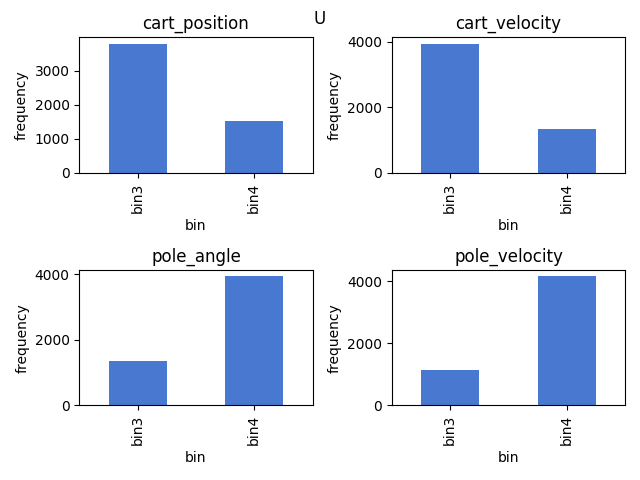 U
cart_position
frequency
3000
2000
1000
0
bin3
bin4
bin
cart_velocity
frequency
4000
2000
0
bin3
bin4
bin
pole_angle
frequency
4000
2000
0
bin3
bin4
bin
pole_velocity
frequency
4000
2000
0
bin3
bin4
bin